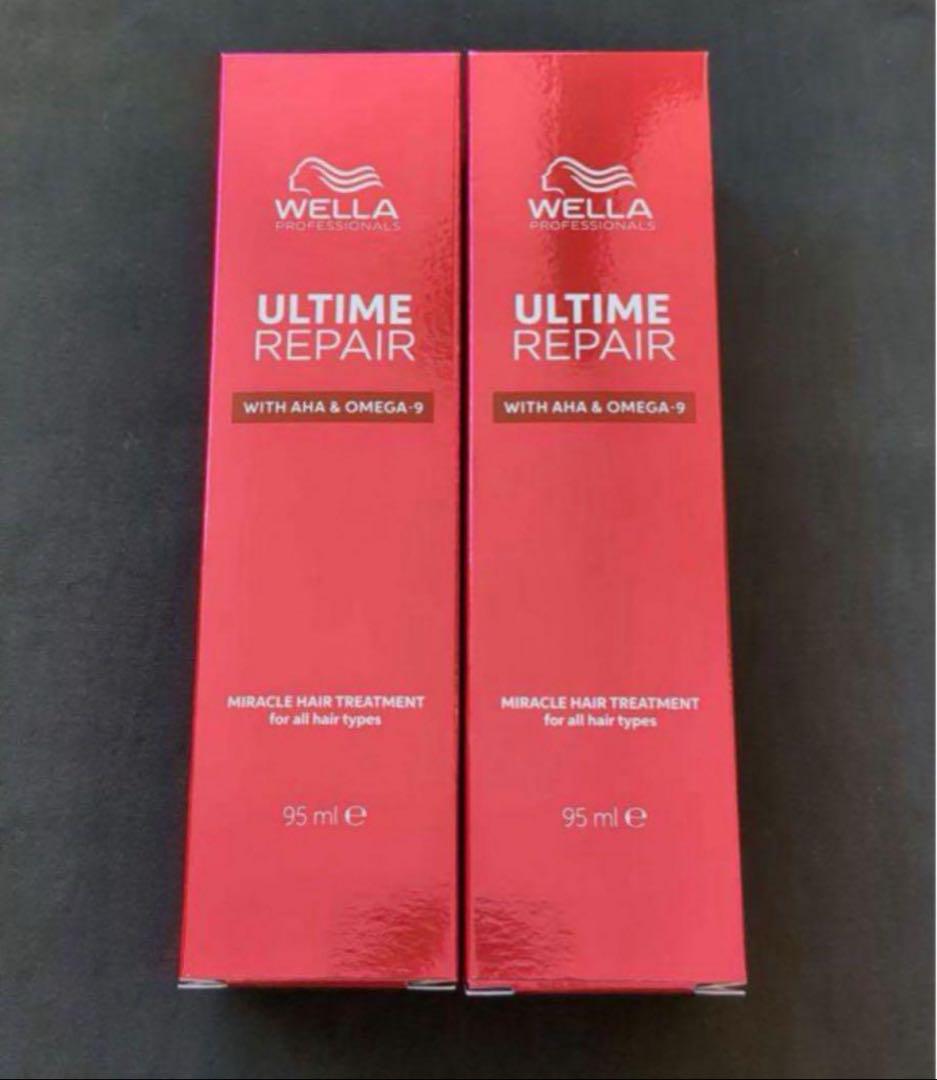 WELLA
PROFESSIONALS
ULTIME
REPAIR
WITH AHA & OMEGA-9
MIRACLE HAIR TREATMENT
for all hair types
95 ml ℮
WELLA
PROFESSIONALS
ULTIME
REPAIR
WITH AHA & OMEGA-9
MIRACLE HAIR TREATMENT
for all hair types
95 ml ℮